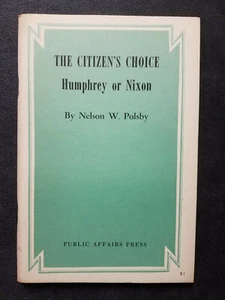 THE CITIZEN'S CHOICE
Humphrey or Nixon
By Nelson W. Polsby
PUBLIC AFFAIRS PRESS
$1